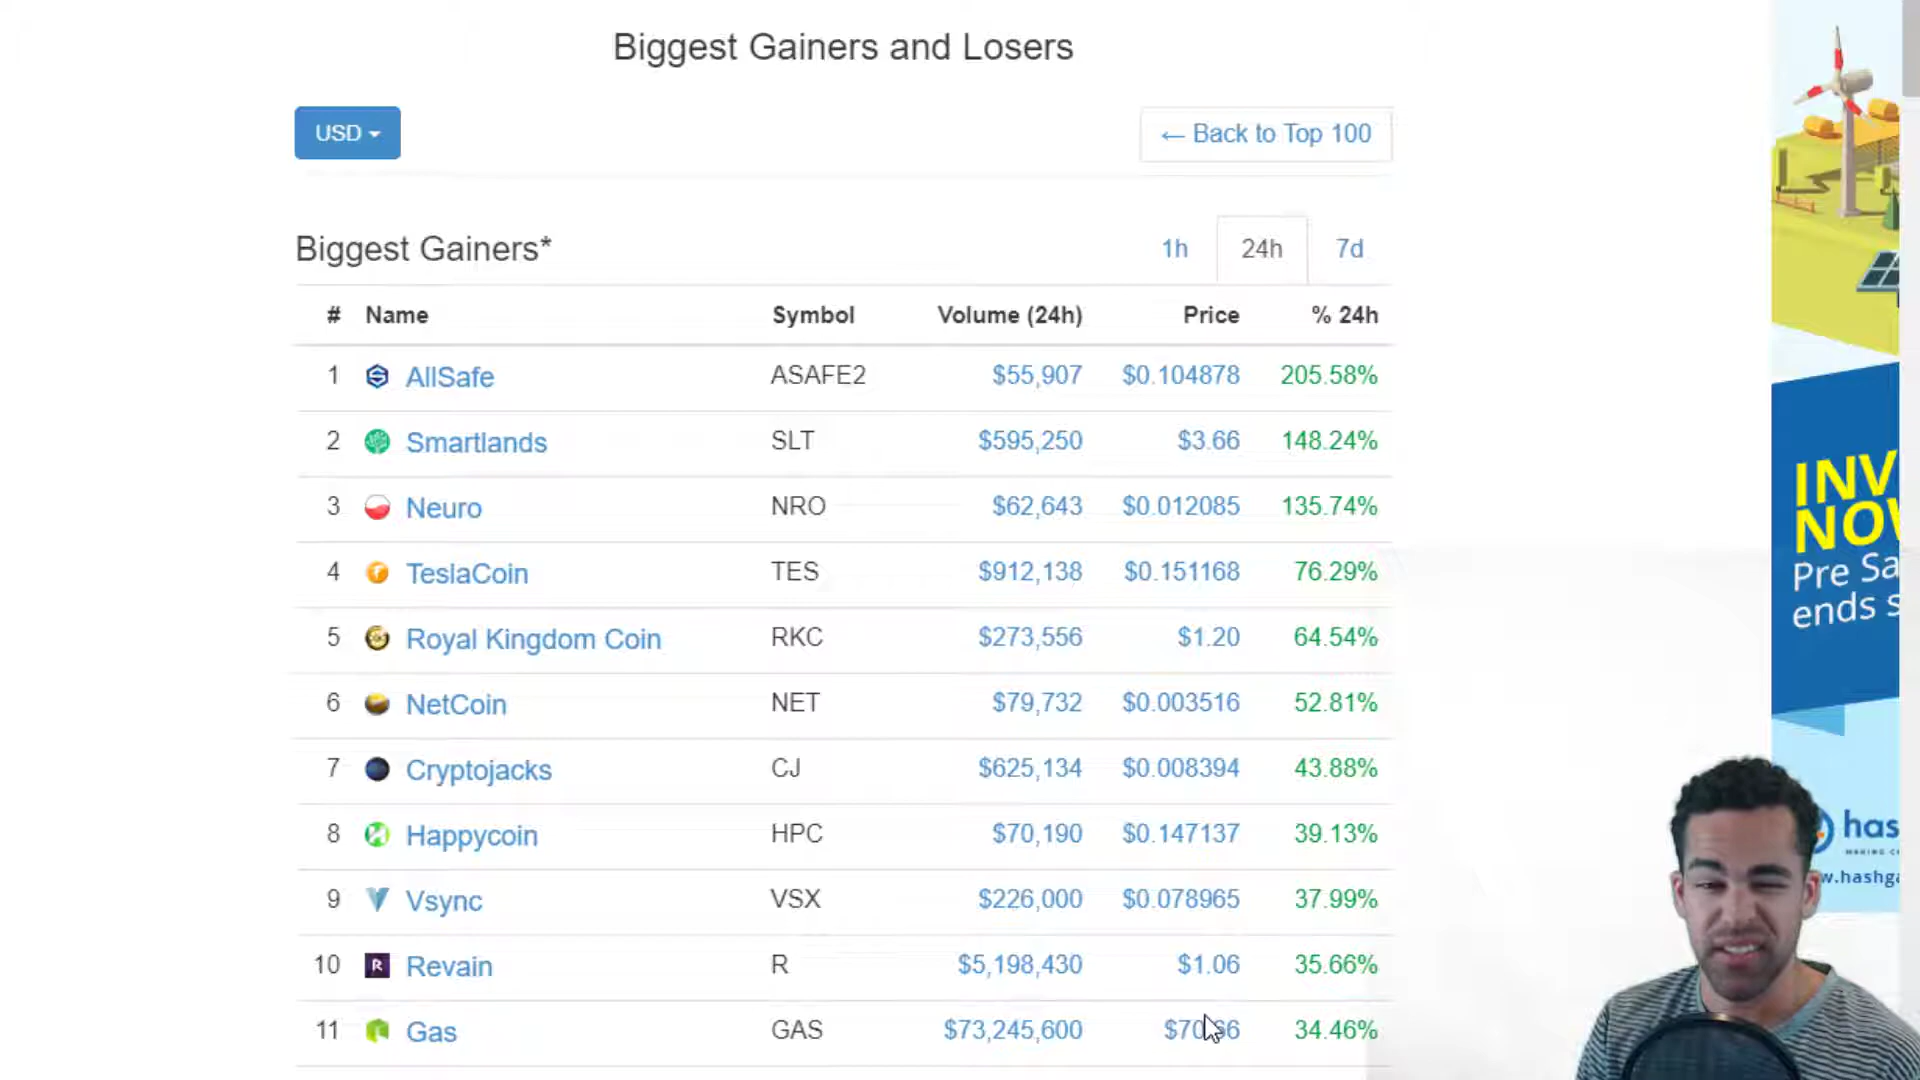 Biggest Gainers and Losers
USD
← Back to Top 100
Biggest Gainers*
1h 24h 7d
# Name Symbol Volume (24h) Price % 24h
1 AllSafe ASAFE2 $55,907 $0.104878 205.58%
2 Smartlands SLT $595,250 $3.66 148.24%
3 Neuro NRO $62,643 $0.012085 135.74%
4 TeslaCoin TES $912,138 $0.151168 76.29%
5 Royal Kingdom Coin RKC $273,556 $1.20 64.54%
6 NetCoin NET $79,732 $0.003516 52.81%
7 Cryptojacks CJ $625,134 $0.008394 43.88%
8 Happycoin HPC $70,190 $0.147137 39.13%
9 Vsync VSX $226,000 $0.078965 37.99%
10 Revain R $5,198,430 $1.06 35.66%
11 Gas GAS $73,245,600 34.46%
INV
NOW
Pre Sa
ends s
has
w.hashga